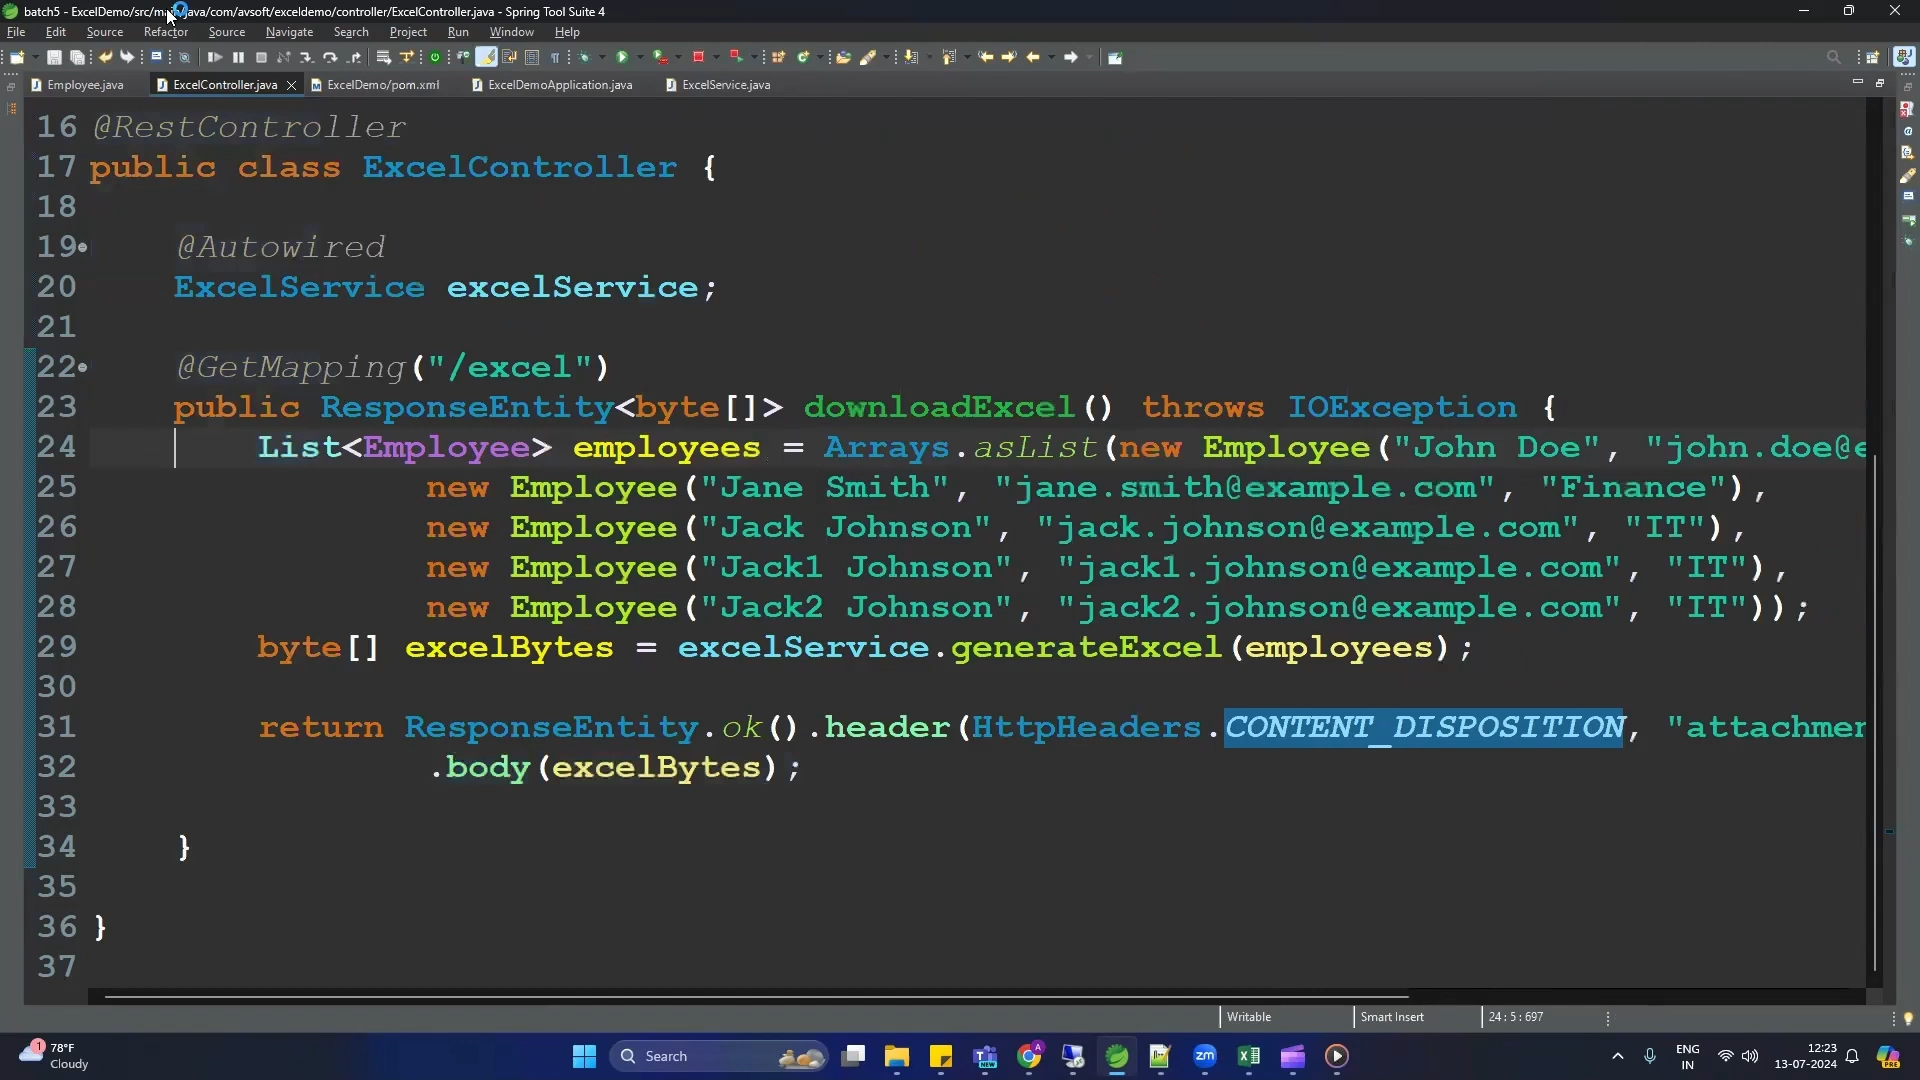 batch5 - ExcelDemo/src/main/java/com/avsoft/exceldemo/controller/ExcelController.java - Spring Tool Suite 4
File Edit Source Refactor Source Navigate Search Project Run Window Help
Employee.java ExcelController.java ExcelDemo/pom.xml ExcelDemoApplication.java ExcelService.java
16 @RestController
17 public class ExcelController {
18
19 @Autowired
20 ExcelService excelService;
21
22 @GetMapping("/excel")
23 public ResponseEntity<byte[]> downloadExcel() throws IOException {
24 List<Employee> employees = Arrays.asList(new Employee("John Doe", "john.doe@e
25 new Employee("Jane Smith", "jane.smith@example.com", "Finance"),
26 new Employee("Jack Johnson", "jack.johnson@example.com", "IT"),
27 new Employee("Jack1 Johnson", "jack1.johnson@example.com", "IT"),
28 new Employee("Jack2 Johnson", "jack2.johnson@example.com", "IT"));
29 byte[] excelBytes = excelService.generateExcel(employees);
30
31 return ResponseEntity.ok().header(HttpHeaders.CONTENT_DISPOSITION, "attachmen
32 .body(excelBytes);
33
34 }
35
36 }
37
Writable Smart Insert 24 : 5 : 697
1 78°F
Cloudy
Search
NEW
A
zm
ENG
IN
12:23
13-07-2024
PRE